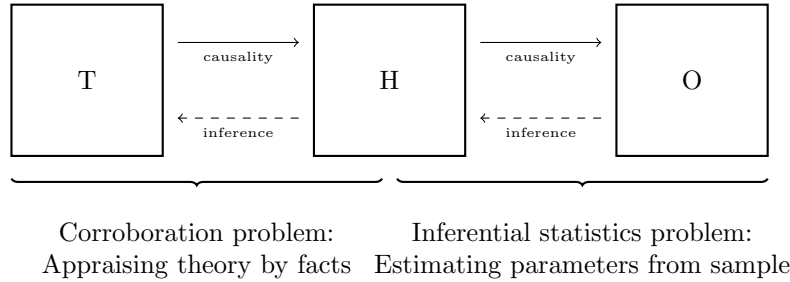 T
causality
H
causality
O
inference
inference
Corroboration problem:
Appraising theory by facts
Inferential statistics problem:
Estimating parameters from sample